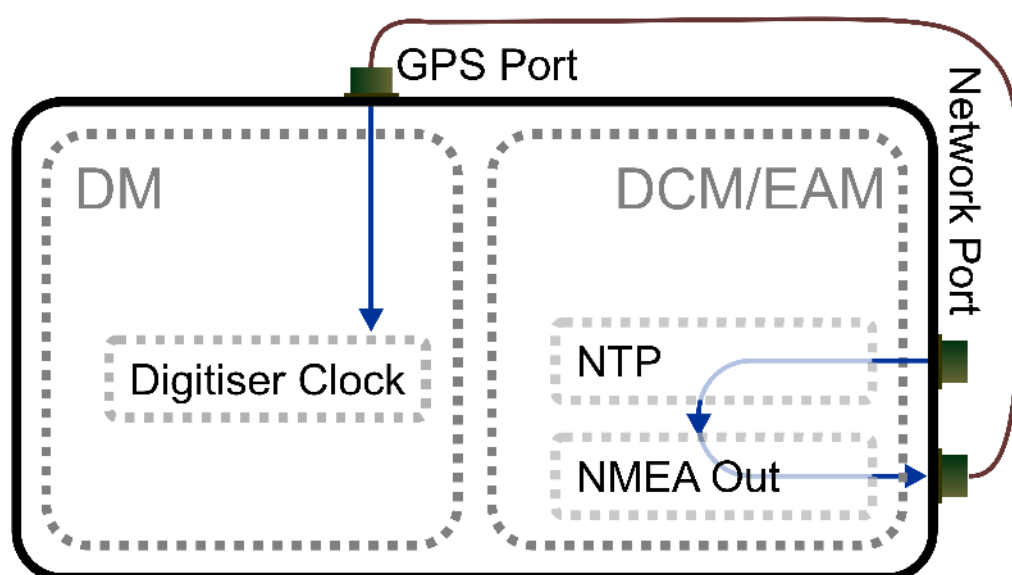 GPS Port
Network Port
DM
DCM/EAM
Digitiser Clock
NTP
NMEA Out